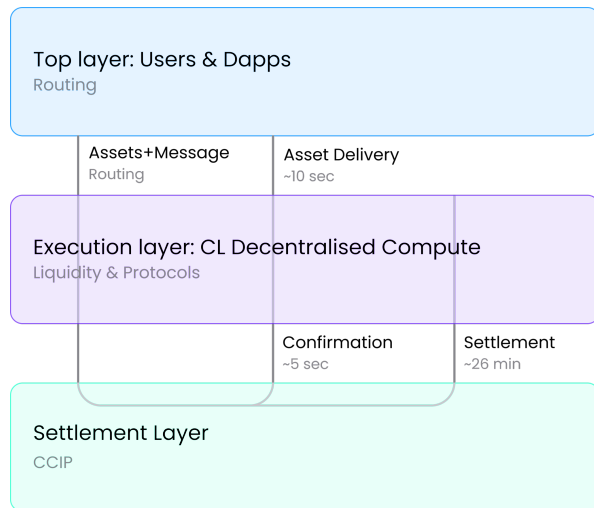 Top layer: Users & Dapps
Routing
Assets+Message
Routing
Asset Delivery
~10 sec
Execution layer: CL Decentralised Compute
Liquidity & Protocols
Confirmation
~5 sec
Settlement
~26 min
Settlement Layer
CCIP